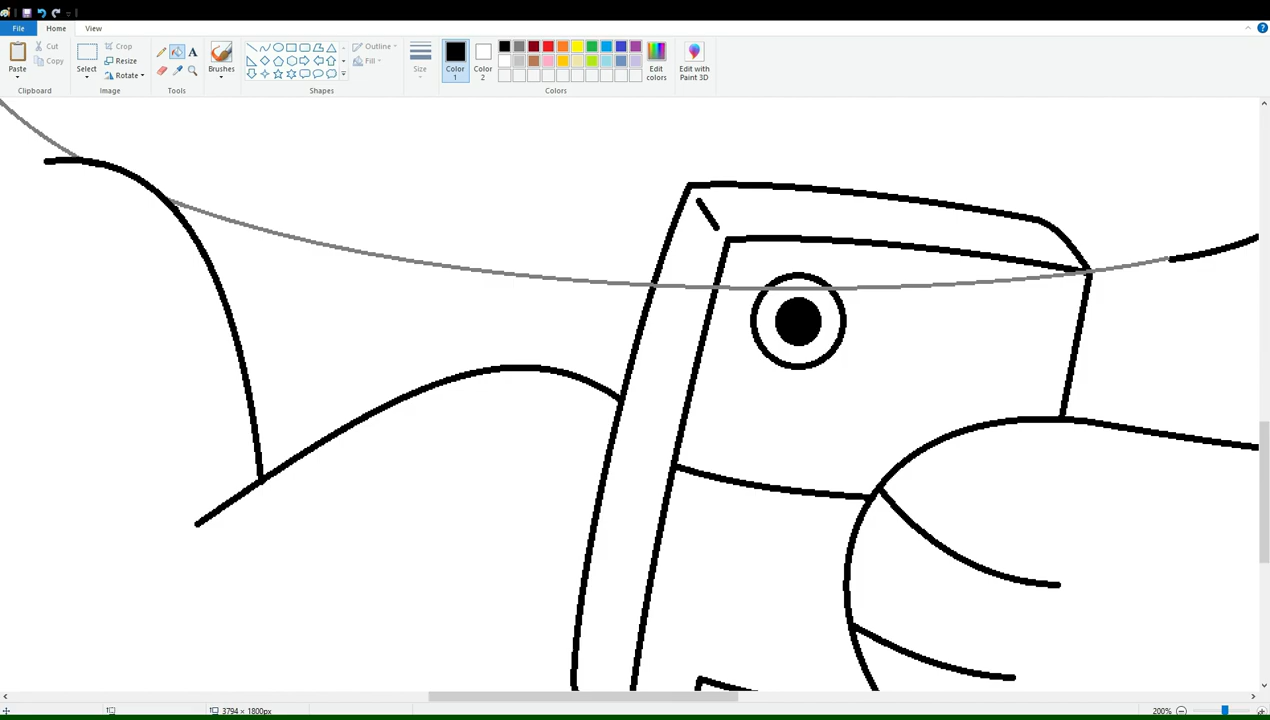 File Home View
Paste
Cut
Copy
Clipboard
Select
Crop
Resize
Rotate
Image
A
Tools
Brushes
Shapes
Outline
Fill
Size
Color 1
Color 2
Edit colors
Colors
Edit with Paint 3D
3794 × 1800px
200%